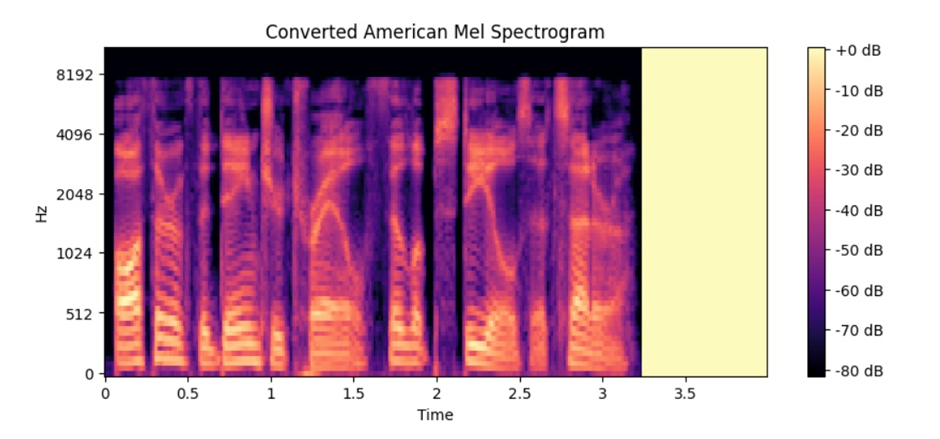 Converted American Mel Spectrogram
Hz
8192
4096
2048
1024
512
0
0 0.5 1 1.5 2 2.5 3 3.5
Time
+0 dB
-10 dB
-20 dB
-30 dB
-40 dB
-50 dB
-60 dB
-70 dB
-80 dB